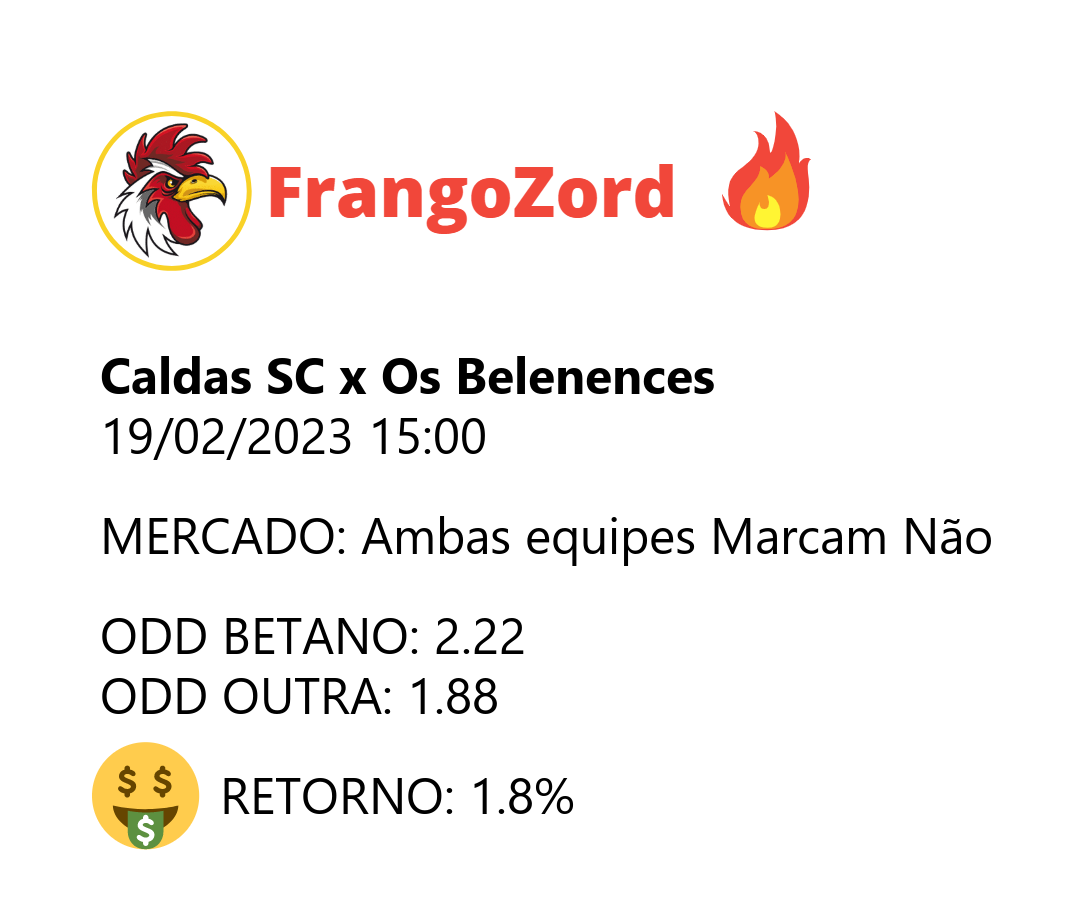 FrangoZord
Caldas SC x Os Belenences
19/02/2023 15:00
MERCADO: Ambas equipes Marcam Não
ODD BETANO: 2.22
ODD OUTRA: 1.88
RETORNO: 1.8%